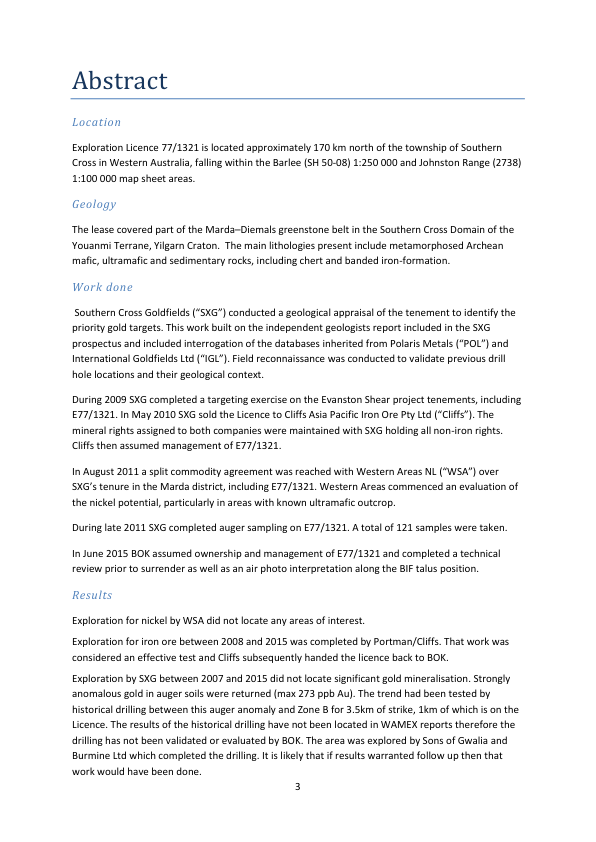 Abstract
Location
Exploration Licence 77/1321 is located approximately 170 km north of the township of Southern
Cross in Western Australia, falling within the Barlee (SH 50-08) 1:250 000 and Johnston Range (2738)
1:100 000 map sheet areas.
Geology
The lease covered part of the Marda–Diemals greenstone belt in the Southern Cross Domain of the
Youanmi Terrane, Yilgarn Craton.  The main lithologies present include metamorphosed Archean
mafic, ultramafic and sedimentary rocks, including chert and banded iron-formation.
Work done
Southern Cross Goldfields (“SXG”) conducted a geological appraisal of the tenement to identify the
priority gold targets. This work built on the independent geologists report included in the SXG
prospectus and included interrogation of the databases inherited from Polaris Metals (“POL”) and
International Goldfields Ltd (“IGL”). Field reconnaissance was conducted to validate previous drill
hole locations and their geological context.
During 2009 SXG completed a targeting exercise on the Evanston Shear project tenements, including
E77/1321. In May 2010 SXG sold the Licence to Cliffs Asia Pacific Iron Ore Pty Ltd (“Cliffs”). The
mineral rights assigned to both companies were maintained with SXG holding all non-iron rights.
Cliffs then assumed management of E77/1321.
In August 2011 a split commodity agreement was reached with Western Areas NL (“WSA”) over
SXG’s tenure in the Marda district, including E77/1321. Western Areas commenced an evaluation of
the nickel potential, particularly in areas with known ultramafic outcrop.
During late 2011 SXG completed auger sampling on E77/1321. A total of 121 samples were taken.
In June 2015 BOK assumed ownership and management of E77/1321 and completed a technical
review prior to surrender as well as an air photo interpretation along the BIF talus position.
Results
Exploration for nickel by WSA did not locate any areas of interest.
Exploration for iron ore between 2008 and 2015 was completed by Portman/Cliffs. That work was
considered an effective test and Cliffs subsequently handed the licence back to BOK.
Exploration by SXG between 2007 and 2015 did not locate significant gold mineralisation. Strongly
anomalous gold in auger soils were returned (max 273 ppb Au). The trend had been tested by
historical drilling between this auger anomaly and Zone B for 3.5km of strike, 1km of which is on the
Licence. The results of the historical drilling have not been located in WAMEX reports therefore the
drilling has not been validated or evaluated by BOK. The area was explored by Sons of Gwalia and
Burmine Ltd which completed the drilling. It is likely that if results warranted follow up then that
work would have been done.
3